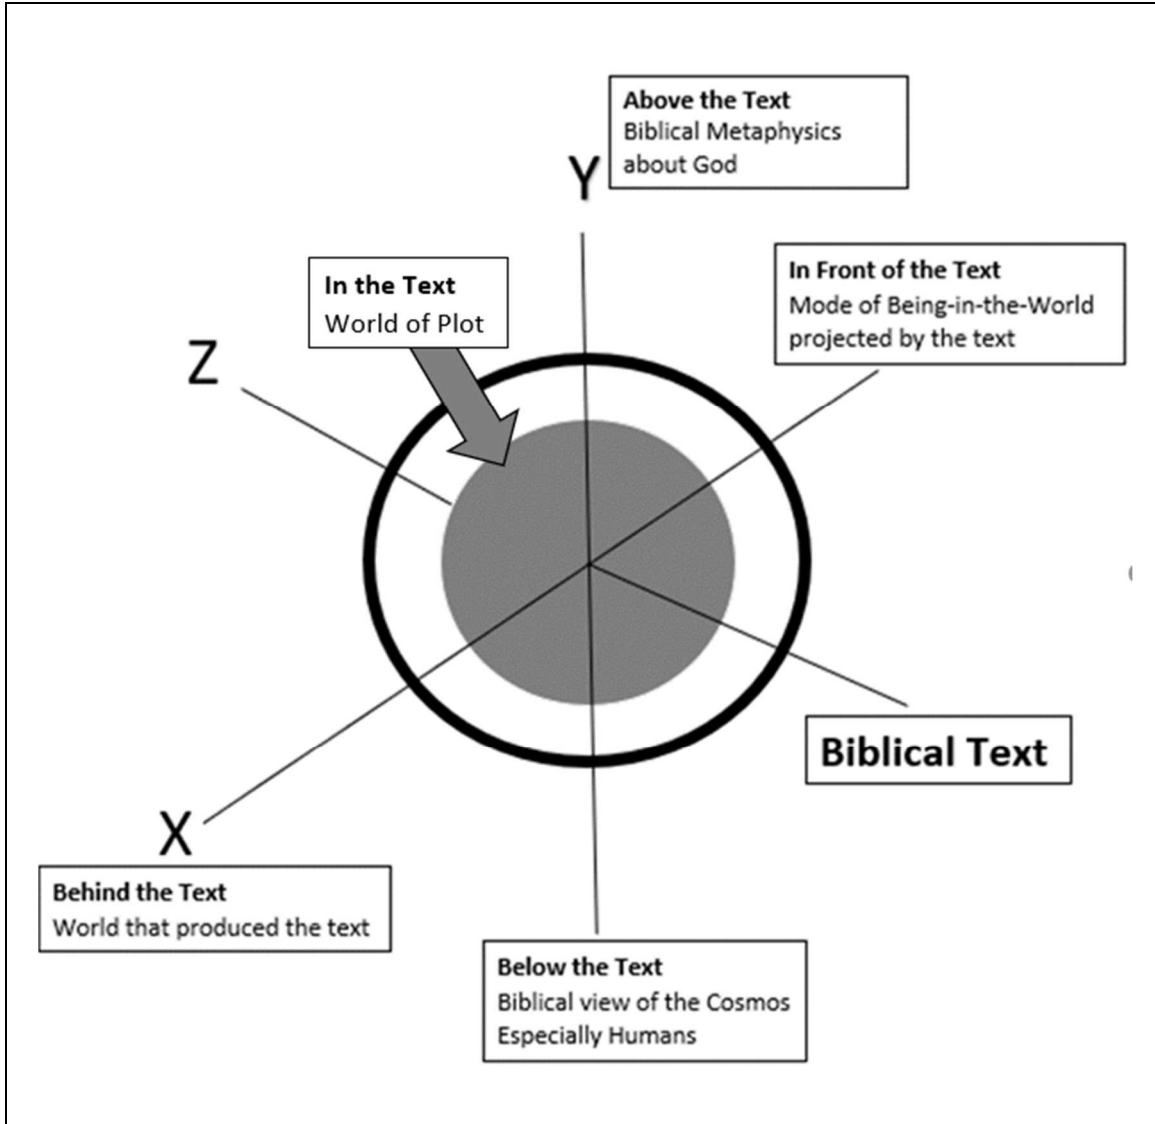 Above the Text
Biblical Metaphysics
about God
Y
In Front of the Text
Mode of Being-in-the-World
projected by the text
In the Text
World of Plot
Z
Biblical Text
X
Behind the Text
World that produced the text
Below the Text
Biblical view of the Cosmos
Especially Humans